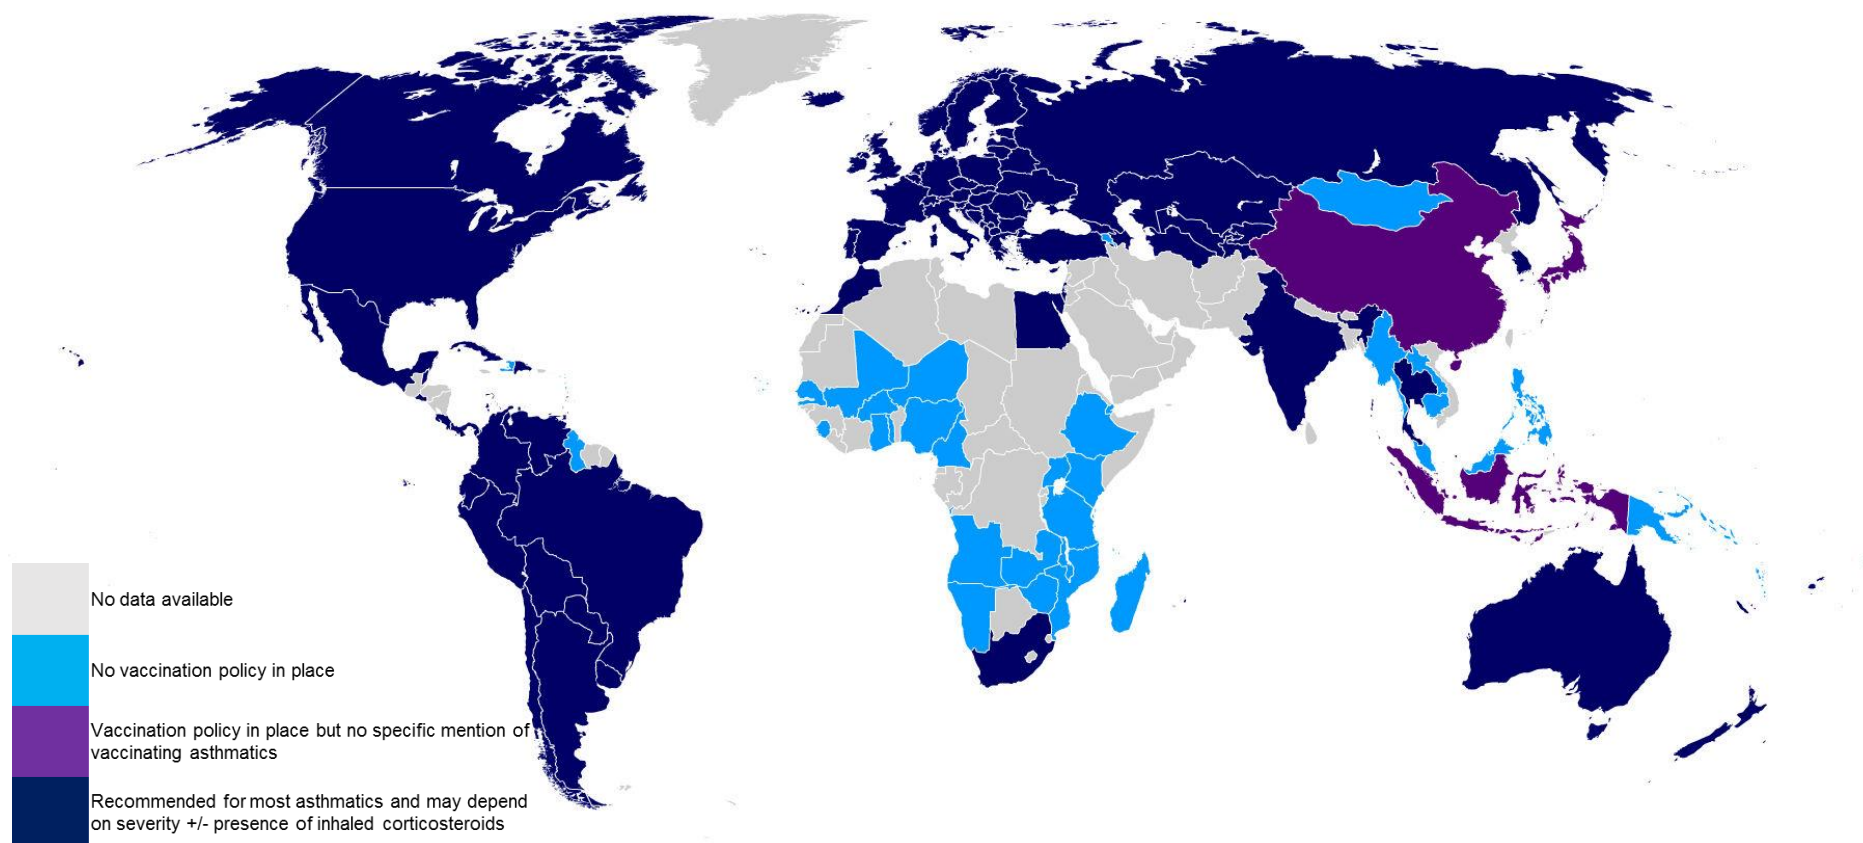 No data available
No vaccination policy in place
Vaccination policy in place but no specific mention of
vaccinating asthmatics
Recommended for most asthmatics and may depend
on severity +/- presence of inhaled corticosteroids